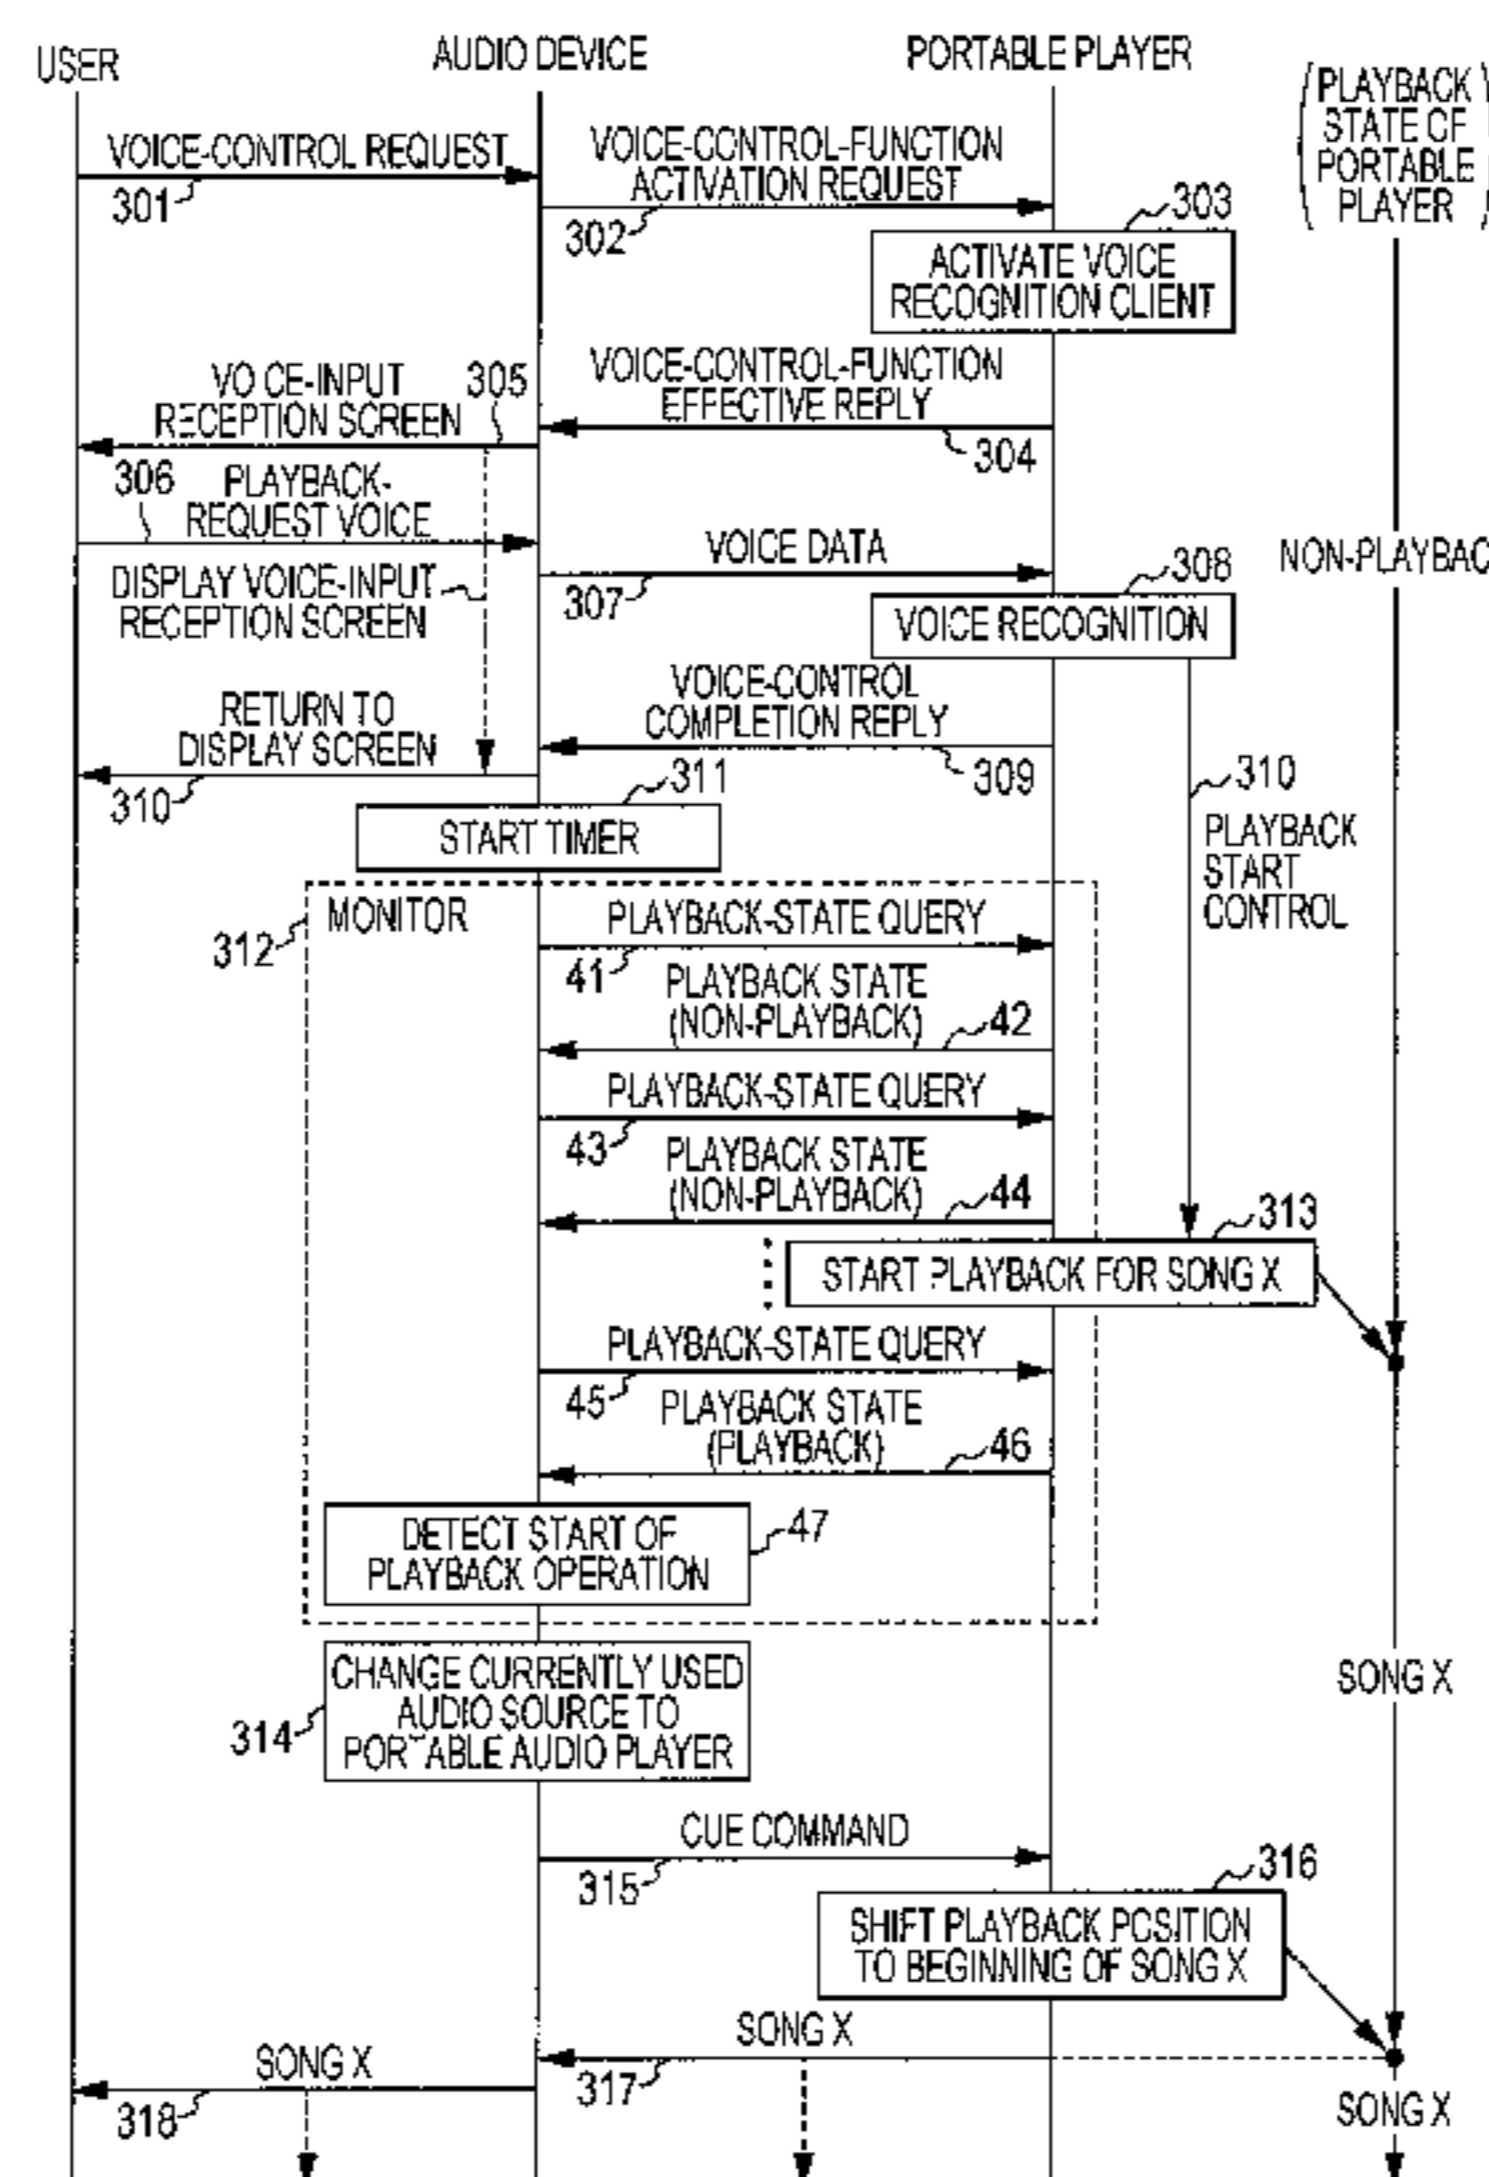 USER
AUDIO DEVICE
PORTABLE PLAYER
PLAYBACK
STATE OF
PORTABLE
PLAYER
VOICE-CONTROL REQUEST
301
VOICE-CONTROL-FUNCTION
ACTIVATION REQUEST
302
303
ACTIVATE VOICE
RECOGNITION CLIENT
VOICE-CONTROL-FUNCTION
EFFECTIVE REPLY
304
VO CE-INPUT
RECEPTION SCREEN
305
306
PLAYBACK-
REQUEST VOICE
VOICE DATA
307
NON-PLAYBAC
308
VOICE RECOGNITION
DISPLAY VOICE-INPUT
RECEPTION SCREEN
VOICE-CONTROL
COMPLETION REPLY
309
RETURN TO
DISPLAY SCREEN
310
310
PLAYBACK
START
CONTROL
311
START TIMER
312
MONITOR
PLAYBACK-STATE QUERY
41
PLAYBACK STATE
(NON-PLAYBACK)
42
PLAYBACK-STATE QUERY
43
PLAYBACK STATE
(NON-PLAYBACK)
44
313
START PLAYBACK FOR SONG X
PLAYBACK-STATE QUERY
45
PLAYBACK STATE
(PLAYBACK)
46
DETECT START OF
PLAYBACK OPERATION
47
SONG X
CHANGE CURRENTLY USED
AUDIO SOURCE TO
PORTABLE AUDIO PLAYER
314
CUE COMMAND
315
316
SHIFT PLAYBACK POSITION
TO BEGINNING OF SONG X
SONG X
317
SONG X
318
SONG X